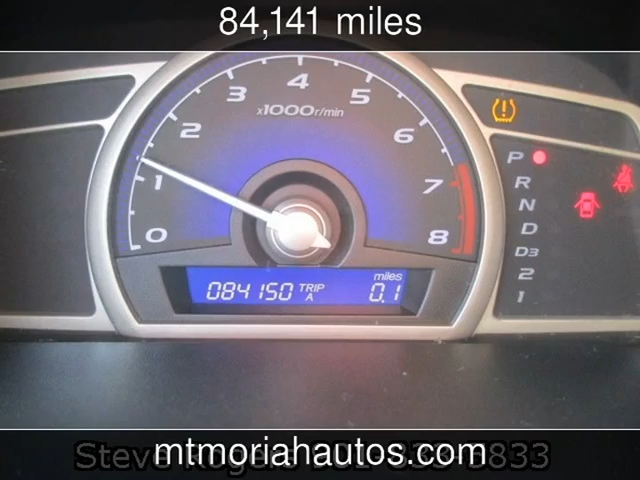 84,141 miles
0 1 2 3 4 5 6 7 8
x1000r/min
P
R
N
D
D3
2
1
miles
084150 TRIP A 0.1
mtmoriahautos.com
Steve